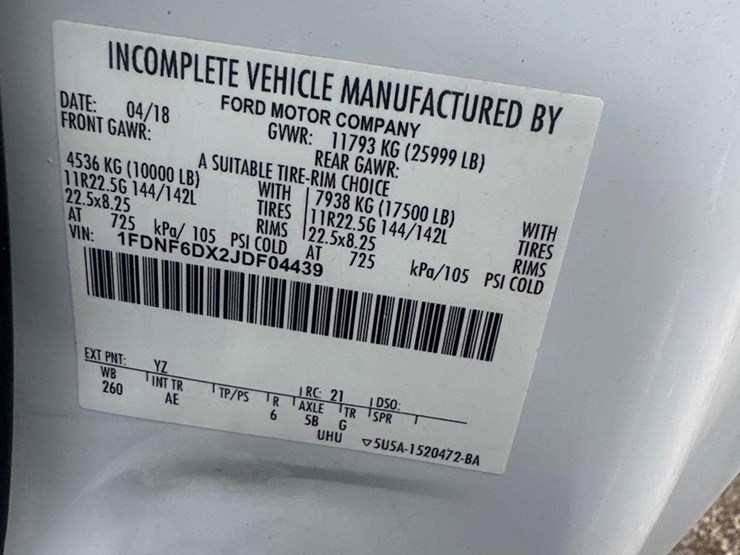 INCOMPLETE VEHICLE MANUFACTURED BY
FORD MOTOR COMPANY
DATE: 04/18 GVWR: 11793 KG (25999 LB)
FRONT GAWR: REAR GAWR:
A SUITABLE TIRE-RIM CHOICE
4536 KG (10000 LB) WITH 7938 KG (17500 LB) WITH
11R22.5G 144/142L TIRES 11R22.5G 144/142L TIRES
22.5x8.25 RIMS 22.5x8.25 RIMS
AT 725 kPa/ 105 PSI COLD AT 725 kPa/105 PSI COLD
VIN: 1FDNF6DX2JDF04439
EXT PNT: YZ RC: 21 DSO:
WB INT TR TP/PS R AXLE TR SPR
260 AE 6 5B G
UHU 5U5A-1520472-BA